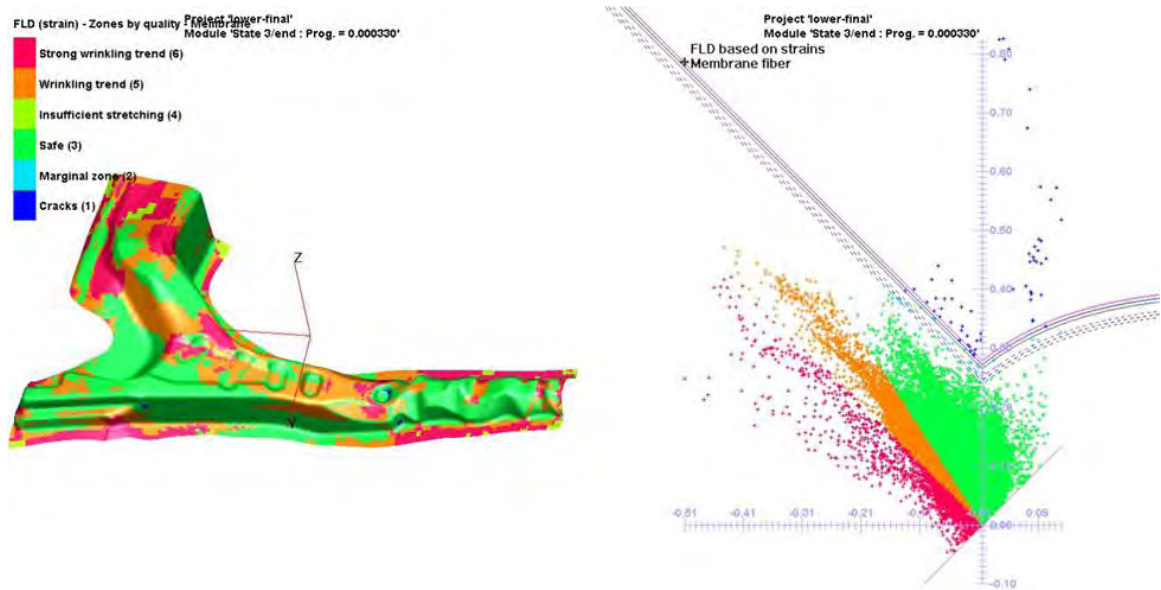 FLD (strain) - Zones by quality - Membrane
Project 'lower-final'
Module 'State 3/end : Prog. = 0.000330'
Strong wrinkling trend (6)
Wrinkling trend (5)
Insufficient stretching (4)
Safe (3)
Marginal zone (2)
Cracks (1)
Z
Y
Project 'lower-final'
Module 'State 3/end : Prog. = 0.000330'
FLD based on strains
Membrane fiber
0.80
0.70
0.60
0.50
0.40
-0.51
-0.41
-0.31
-0.21
0.00
0.09
-0.10